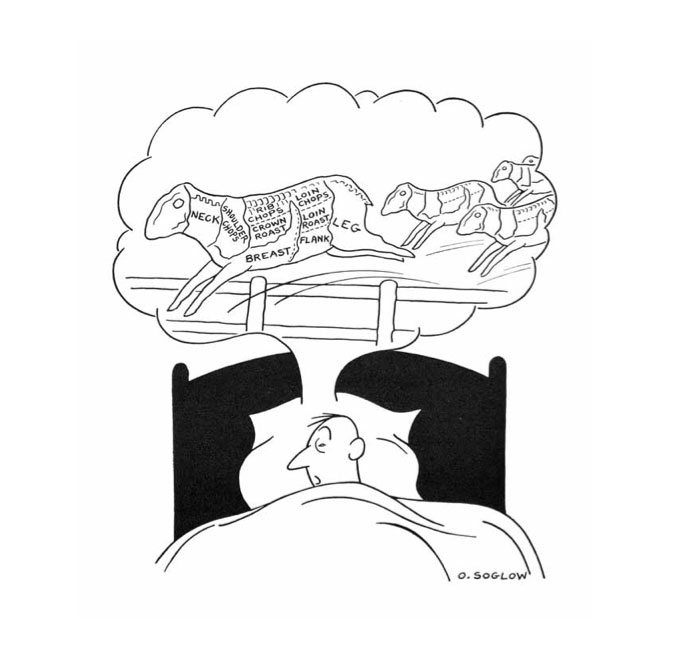 NECK
SHOULDER
CHOPS
RIB
CHOPS
CROWN
ROAST
LOIN
CHOPS
LOIN
ROAST
FLANK
LEG
BREAST
O. SOGLOW